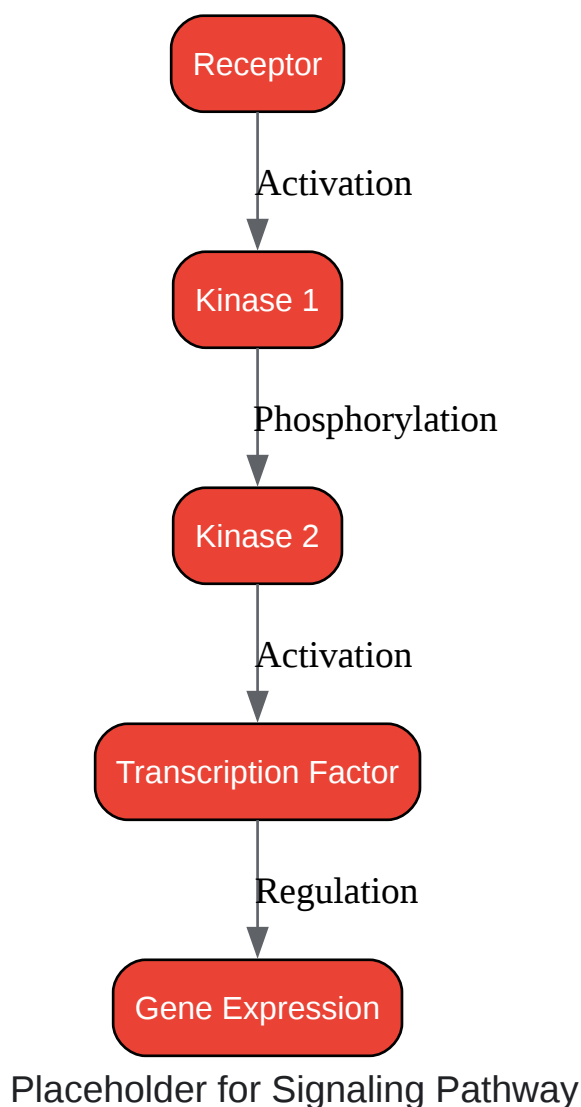 Receptor
Activation
Kinase 1
Phosphorylation
Kinase 2
Activation
Transcription Factor
Regulation
Gene Expression
Placeholder for Signaling Pathway